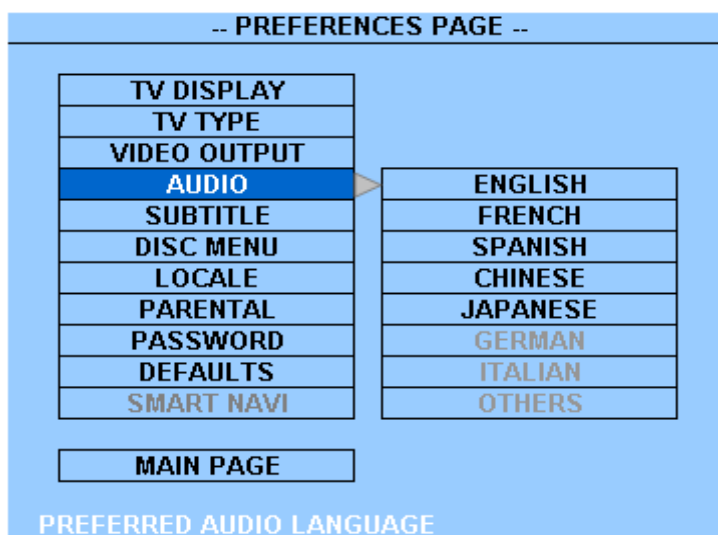 -- PREFERENCES PAGE --
TV DISPLAY
TV TYPE
VIDEO OUTPUT
AUDIO
SUBTITLE
DISC MENU
LOCALE
PARENTAL
PASSWORD
DEFAULTS
SMART NAVI
ENGLISH
FRENCH
SPANISH
CHINESE
JAPANESE
GERMAN
ITALIAN
OTHERS
MAIN PAGE
PREFERRED AUDIO LANGUAGE